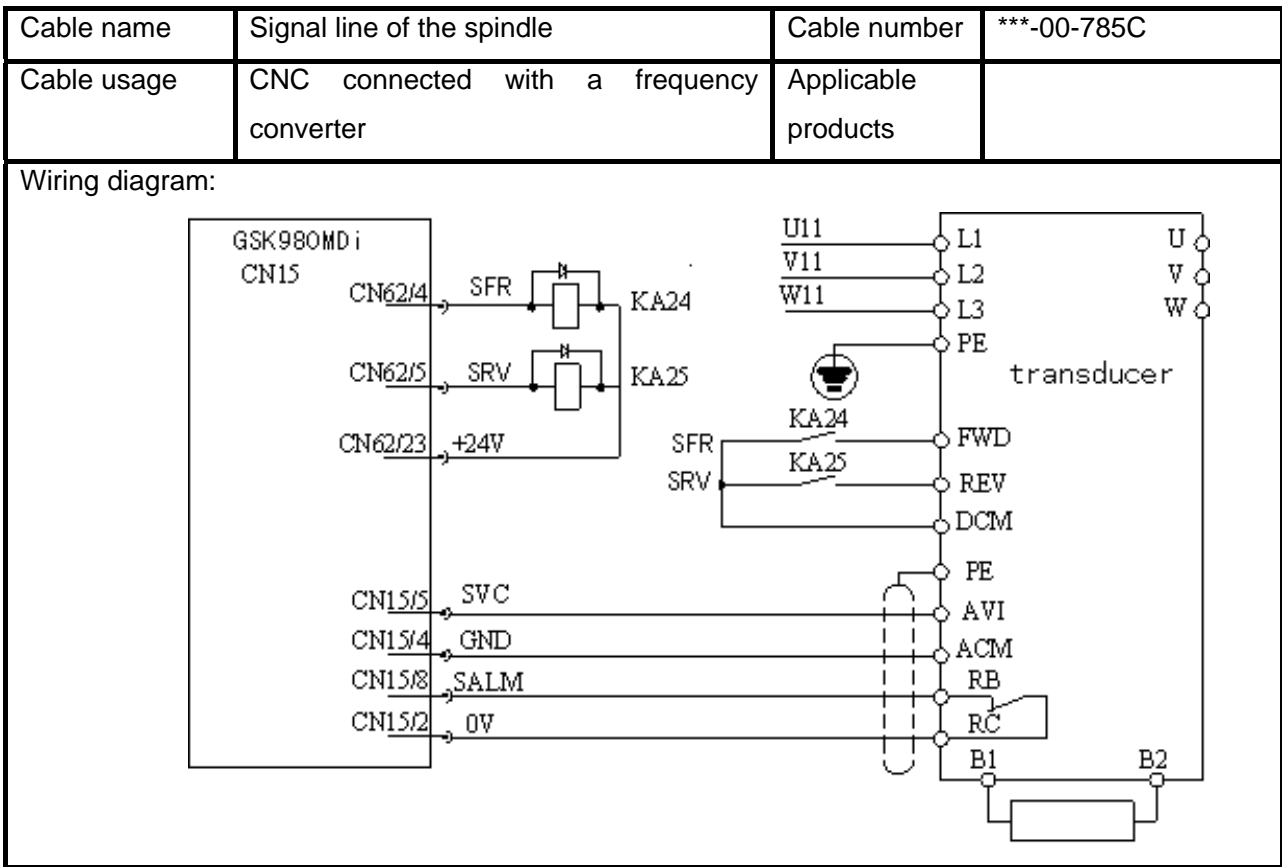 Cable name Signal line of the spindle Cable number ***-00-785C
Cable usage CNC connected with a frequency Applicable
converter products
Wiring diagram:
GSK980MDi
CN15
CN62/4 SFR KA24
CN62/5 SRV KA25
CN62/23 +24V
U11 L1 U
V11 L2 V
W11 L3 W
PE
transducer
KA24
SFR FWD
KA25
SRV REV
DCM
PE
CN15/5 SVC AVI
CN15/4 GND ACM
CN15/8 SALM RB
CN15/2 0V RC
B1 B2